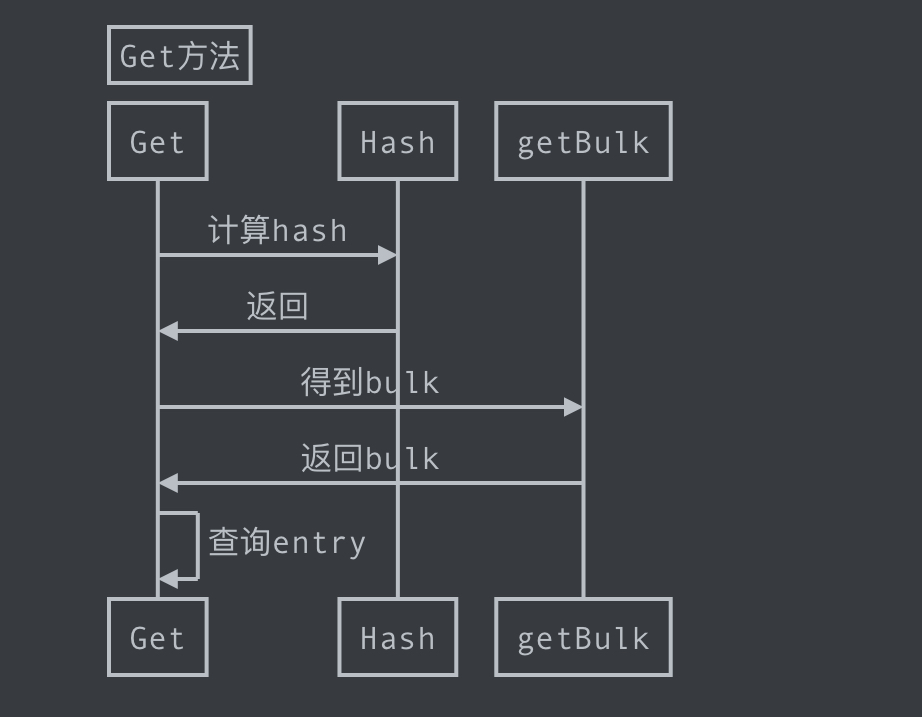 Get方法
Get
Hash
getBulk
计算hash
返回
得到bulk
返回bulk
查询entry
Get
Hash
getBulk